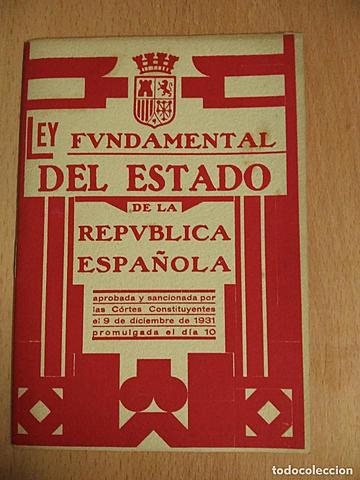 LEY FVNDAMENTAL
DEL ESTADO
DE LA
REPVBLICA
ESPAÑOLA
aprobada y sancionada por
las Córtes Constituyentes
el 9 de diciembre de 1931
promulgada el día 10
todocoleccion